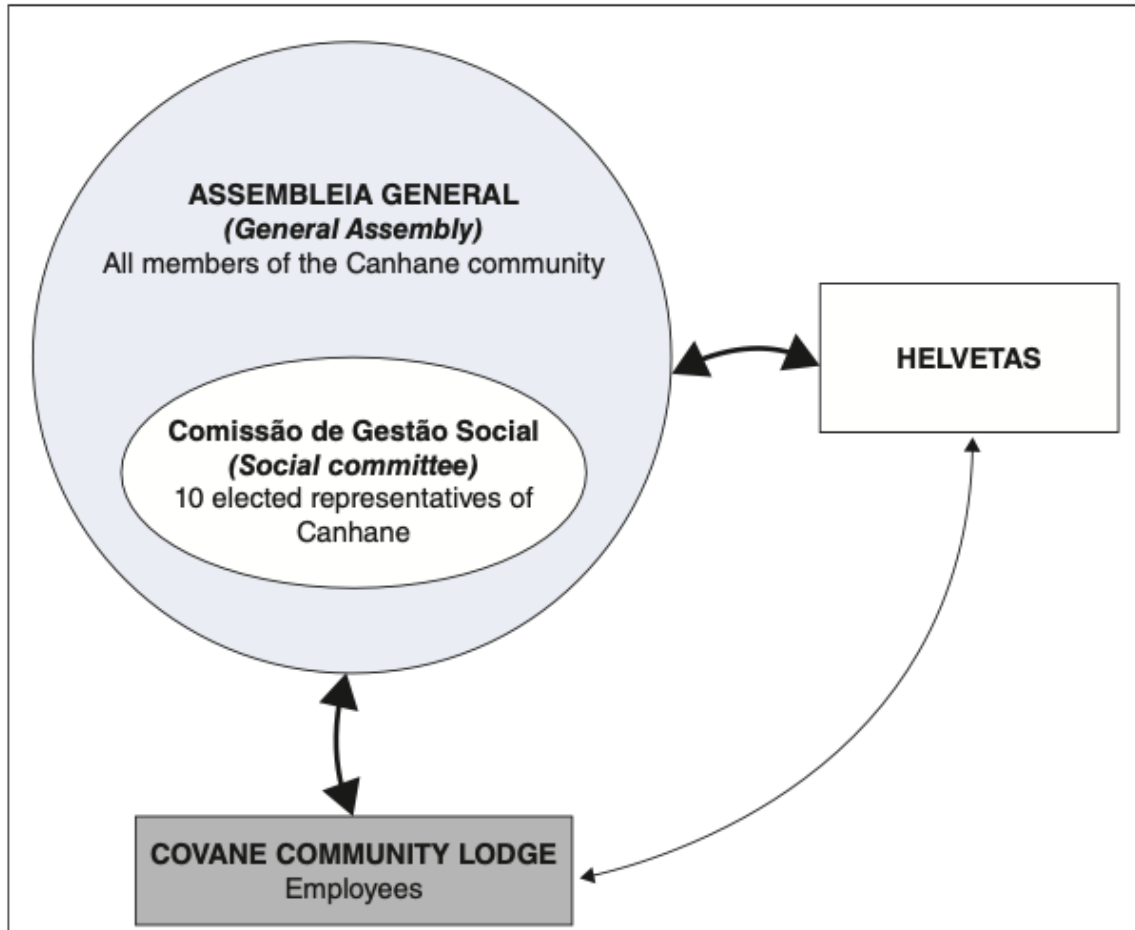 ASSEMBLEIA GENERAL
(General Assembly)
All members of the Canhane community
Comissão de Gestão Social
(Social committee)
10 elected representatives of
Canhane
HELVETAS
COVANE COMMUNITY LODGE
Employees